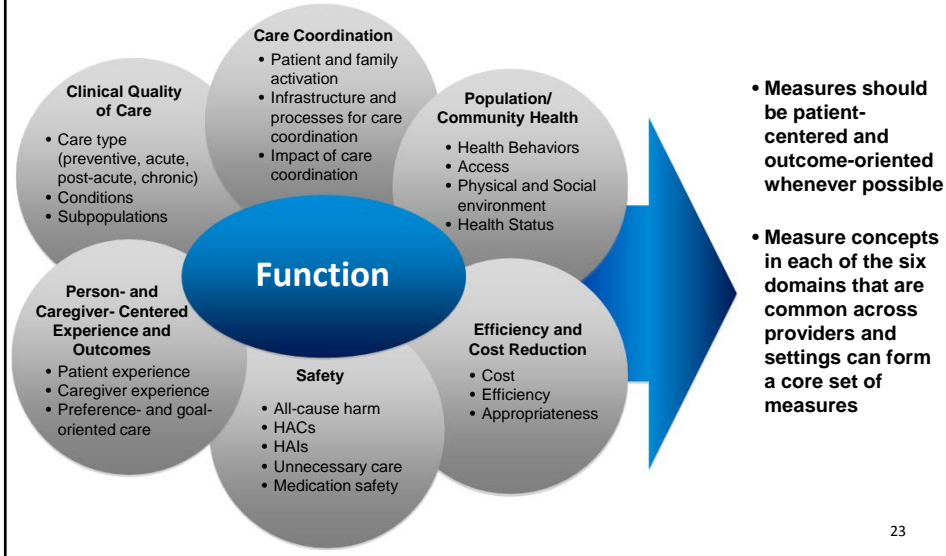 Care Coordination
• Patient and family
activation
• Infrastructure and
processes for care
coordination
• Impact of care
coordination
Clinical Quality
of Care
• Care type
(preventive, acute,
post-acute, chronic)
• Conditions
• Subpopulations
Population/
Community Health
• Health Behaviors
• Access
• Physical and Social
environment
• Health Status
Function
Person- and
Caregiver- Centered
Experience and
Outcomes
• Patient experience
• Caregiver experience
• Preference- and goal-
oriented care
Safety
• All-cause harm
• HACs
• HAIs
• Unnecessary care
• Medication safety
Efficiency and
Cost Reduction
• Cost
• Efficiency
• Appropriateness
• Measures should
be patient-
centered and
outcome-oriented
whenever possible
• Measure concepts
in each of the six
domains that are
common across
providers and
settings can form
a core set of
measures
23